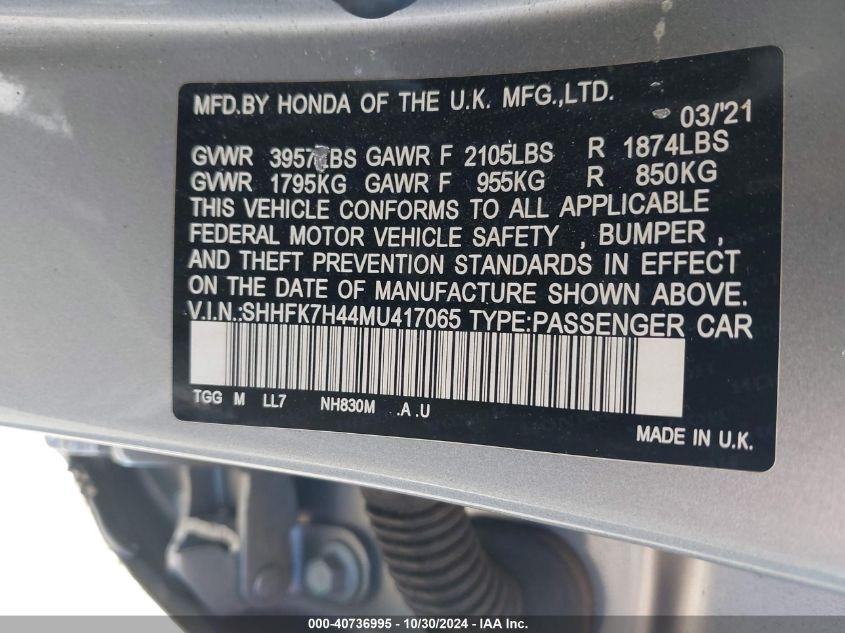 MFD.BY HONDA OF THE U.K. MFG.,LTD.
03/'21
GVWR 3957LBS GAWR F 2105LBS R 1874LBS
GVWR 1795KG GAWR F 955KG R 850KG
THIS VEHICLE CONFORMS TO ALL APPLICABLE
FEDERAL MOTOR VEHICLE SAFETY , BUMPER ,
AND THEFT PREVENTION STANDARDS IN EFFECT
ON THE DATE OF MANUFACTURE SHOWN ABOVE.
V.I.N.:SHHFK7H44MU417065 TYPE:PASSENGER CAR
TGG M LL7 NH830M .A .U
MADE IN U.K.
000-40736995 - 10/30/2024 - IAA Inc.